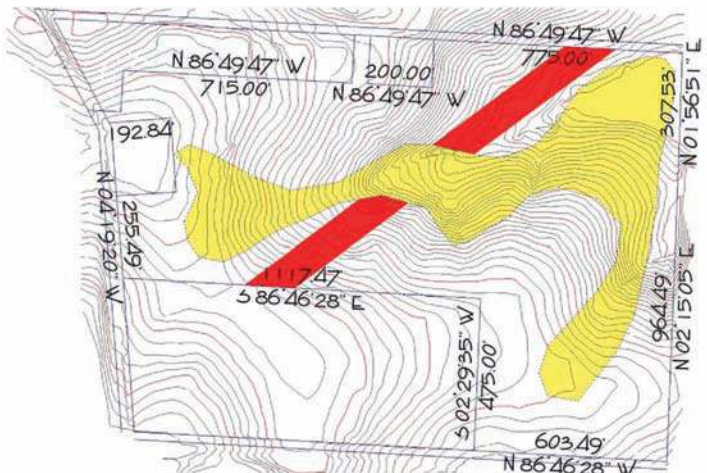 N 86°49'47" W
775.00'
N 86°49'47" W
715.00'
200.00'
N 86°49'47" W
307.53'
N 01°56'51" E
192.84'
N 04°19'20" W
255.49'
1117.47'
S 86°46'28" E
S 02°29'35" W
475.00'
964.49'
N 02°15'05" E
603.49'
N 86°46'28" W